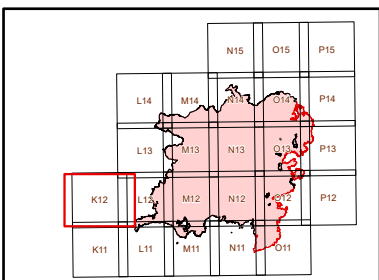 N15 O15 P15
L14 M14 N14 O14 P14
L13 M13 N13 O13 P13
K12 L12 M12 N12 O12 P12
K11 L11 M11 N11 O11